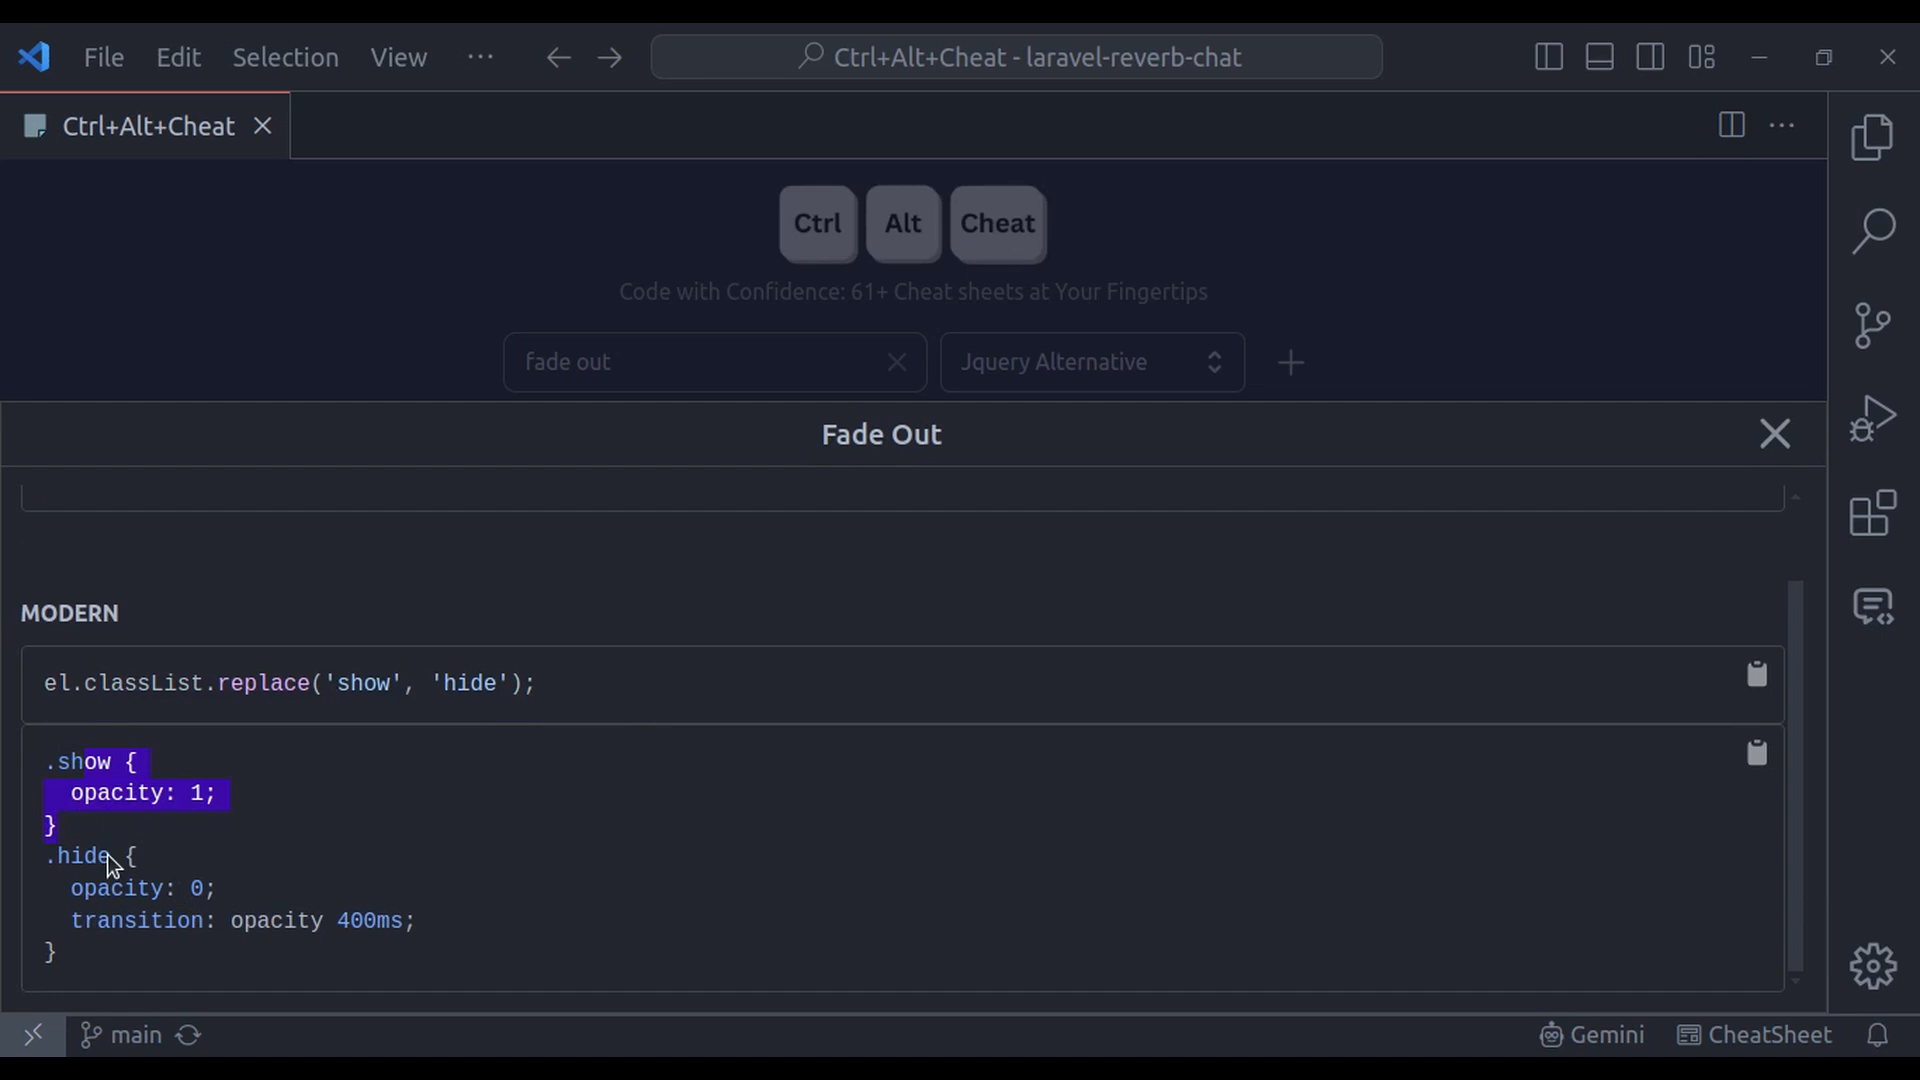 File Edit Selection View ··· Ctrl+Alt+Cheat - laravel-reverb-chat
Ctrl+Alt+Cheat
Ctrl Alt Cheat
Code with Confidence: 61+ Cheat sheets at Your Fingertips
fade out Jquery Alternative
Fade Out
MODERN
el.classList.replace('show', 'hide');
.show {
  opacity: 1;
}
.hide {
  opacity: 0;
  transition: opacity 400ms;
}
main Gemini CheatSheet